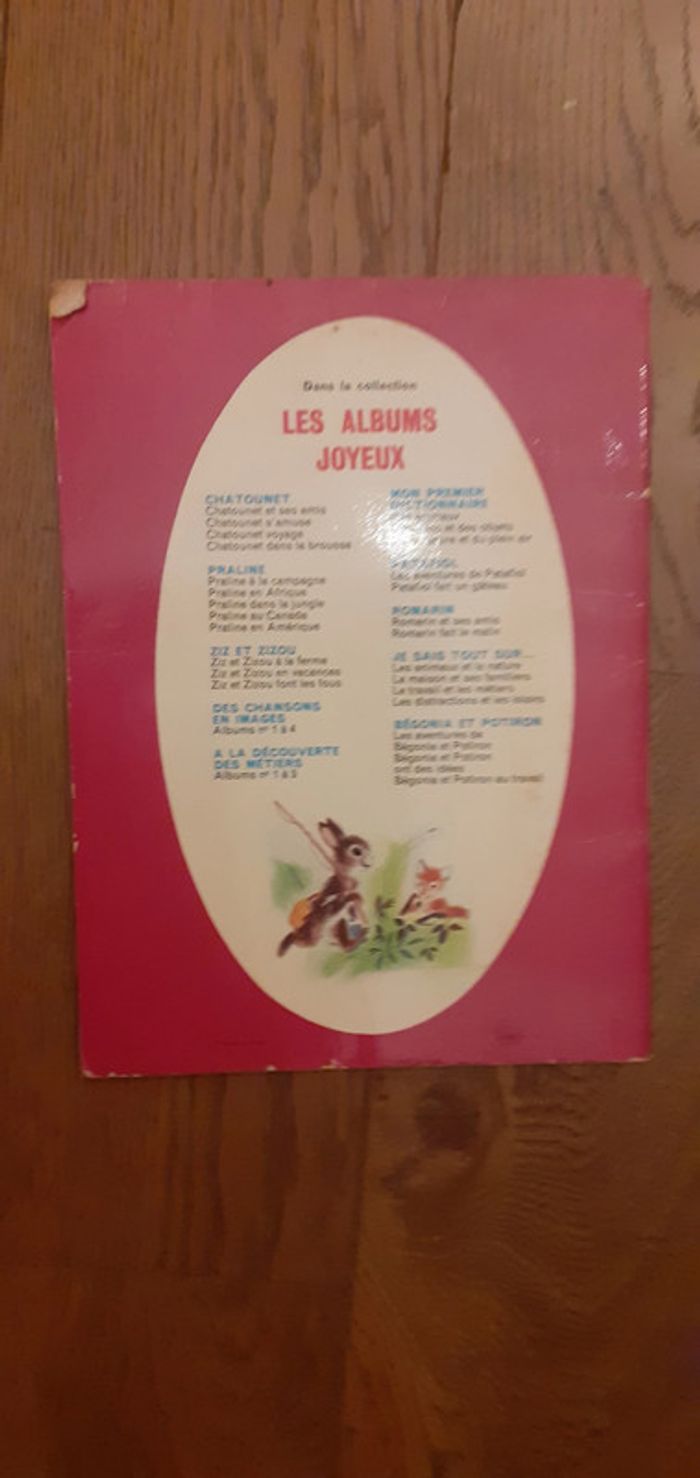 Dans la collection
LES ALBUMS
JOYEUX
CHATOUNET
Chatounet et ses amis
Chatounet s'amuse
Chatounet voyage
Chatounet dans la brousse
PRALINE
Praline à la campagne
Praline en Afrique
Praline dans la jungle
Praline au Canada
Praline en Amérique
ZIZ ET ZIZOU
Ziz et Zizou à la ferme
Ziz et Zizou en vacances
Ziz et Zizou font les fous
DES CHANSONS
EN IMAGES
Albums nº 1 à 4
A LA DÉCOUVERTE
DES MÉTIERS
Albums nº 1 à 3
MON PREMIER
DICTIONNAIRE
et des objets
et du plein air
PATAFIOL
Les aventures de Patafiol
Patafiol fait un gâteau
ROMARIN
Romarin et ses amis
Romarin fait le malin
JE SAIS TOUT SUR...
Les animaux et la nature
La maison et ses familiers
Le travail et les métiers
Les distractions et les loisirs
BÉGONIA ET POTIRON
Les aventures de
Bégonia et Potiron
Bégonia et Potiron
ont des idées
Bégonia et Potiron au travail